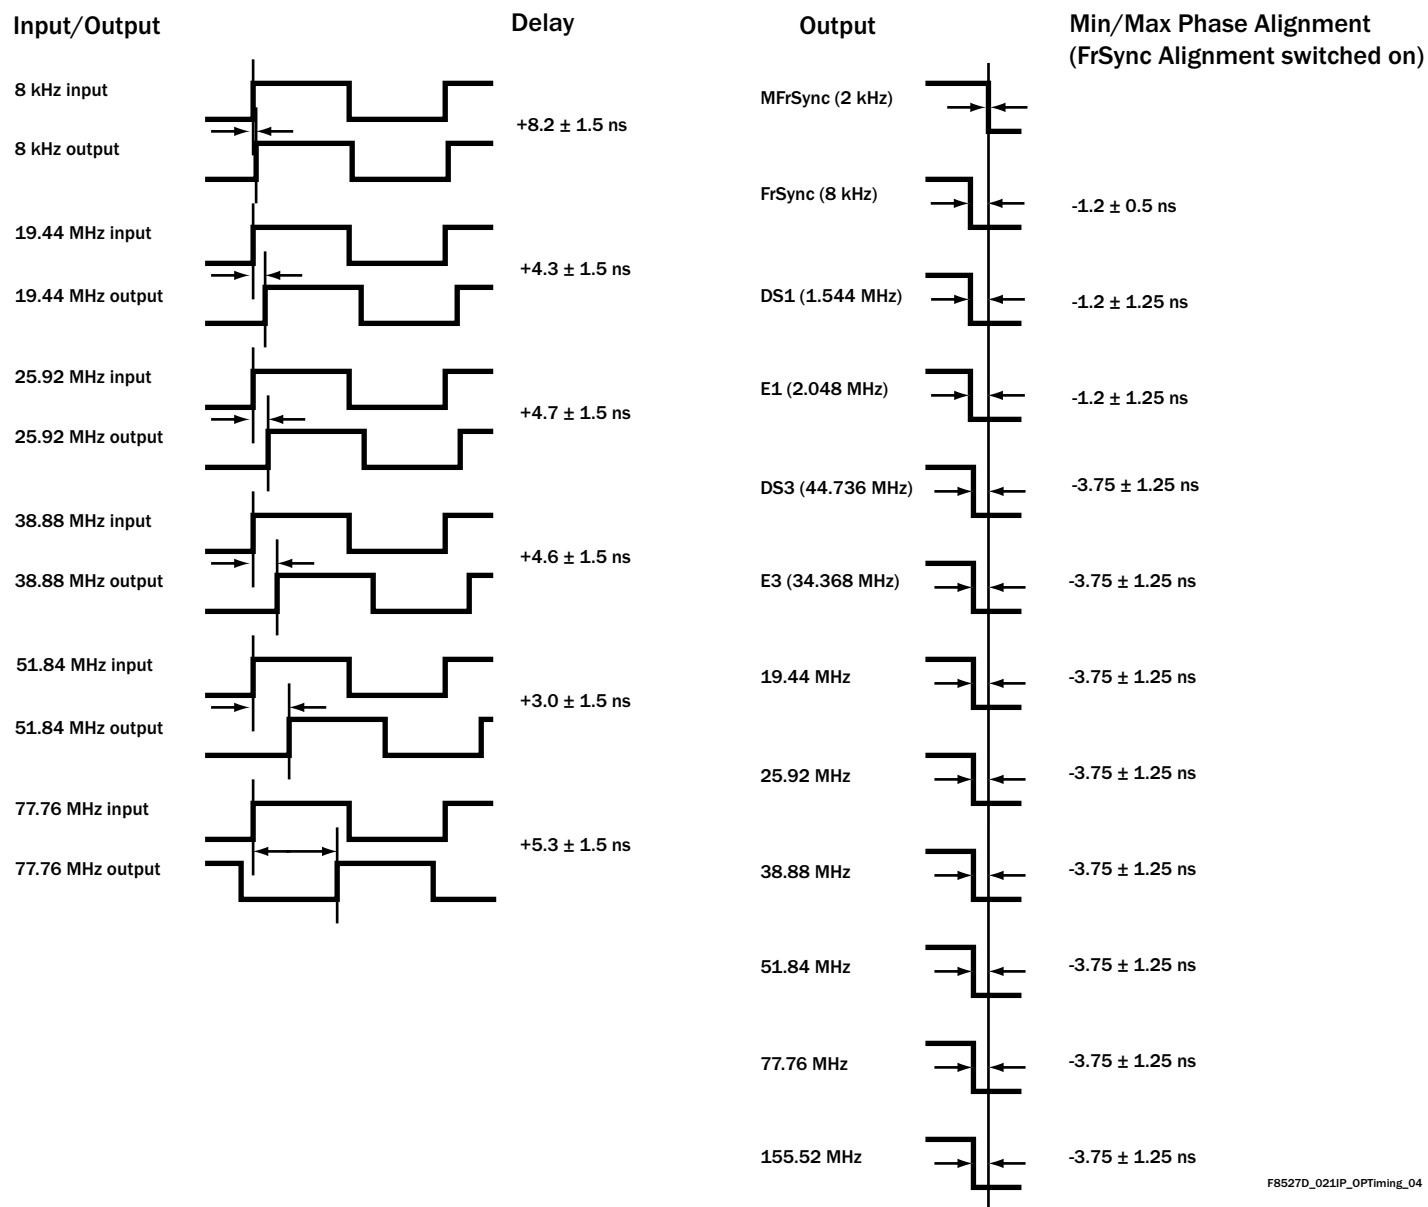 Input/Output
Delay
8 kHz input
8 kHz output
+8.2 ± 1.5 ns
19.44 MHz input
19.44 MHz output
+4.3 ± 1.5 ns
25.92 MHz input
25.92 MHz output
+4.7 ± 1.5 ns
38.88 MHz input
38.88 MHz output
+4.6 ± 1.5 ns
51.84 MHz input
51.84 MHz output
+3.0 ± 1.5 ns
77.76 MHz input
77.76 MHz output
+5.3 ± 1.5 ns
Output
Min/Max Phase Alignment
(FrSync Alignment switched on)
MFrSync (2 kHz)
FrSync (8 kHz)
-1.2 ± 0.5 ns
DS1 (1.544 MHz)
-1.2 ± 1.25 ns
E1 (2.048 MHz)
-1.2 ± 1.25 ns
DS3 (44.736 MHz)
-3.75 ± 1.25 ns
E3 (34.368 MHz)
-3.75 ± 1.25 ns
19.44 MHz
-3.75 ± 1.25 ns
25.92 MHz
-3.75 ± 1.25 ns
38.88 MHz
-3.75 ± 1.25 ns
51.84 MHz
-3.75 ± 1.25 ns
77.76 MHz
-3.75 ± 1.25 ns
155.52 MHz
-3.75 ± 1.25 ns
F8527D_021IP_OPTiming_04